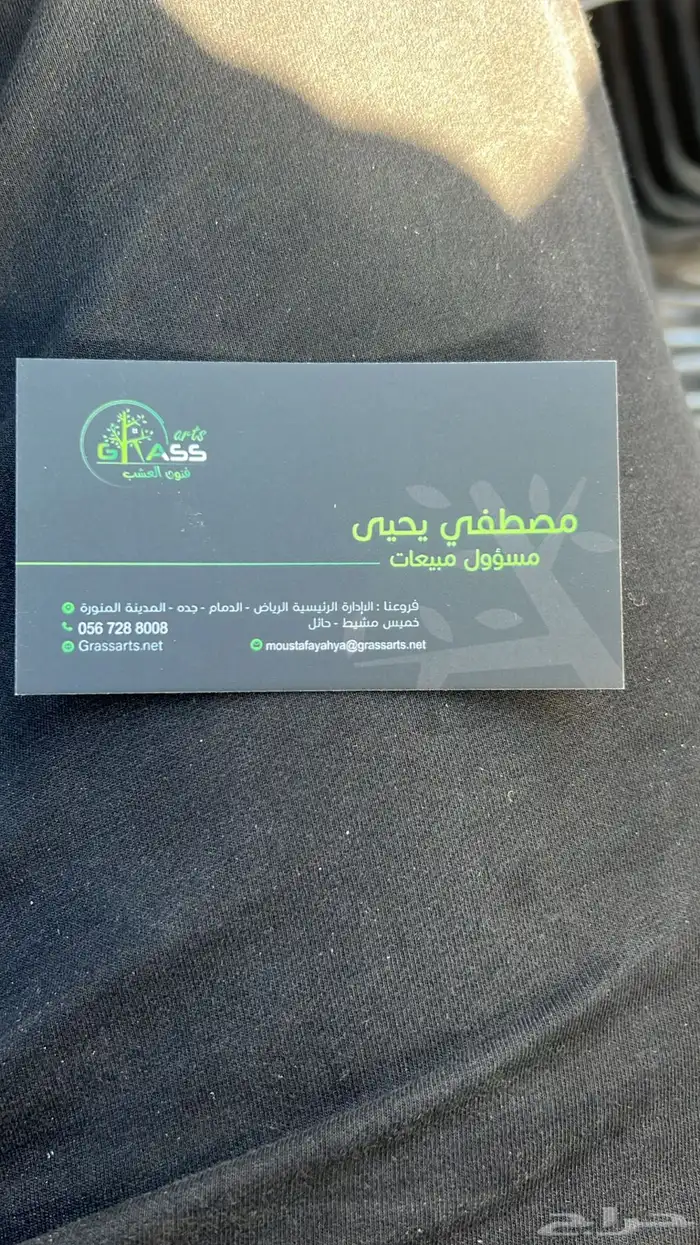 arts
GRASS
فنون العشب
مصطفي يحيى
مسؤول مبيعات
فروعنا : الإدارة الرئيسية الرياض - الدمام - جده - المدينة المنورة
خميس مشيط - حائل
056 728 8008
Grassarts.net
moustafayahya@grassarts.net
حراج